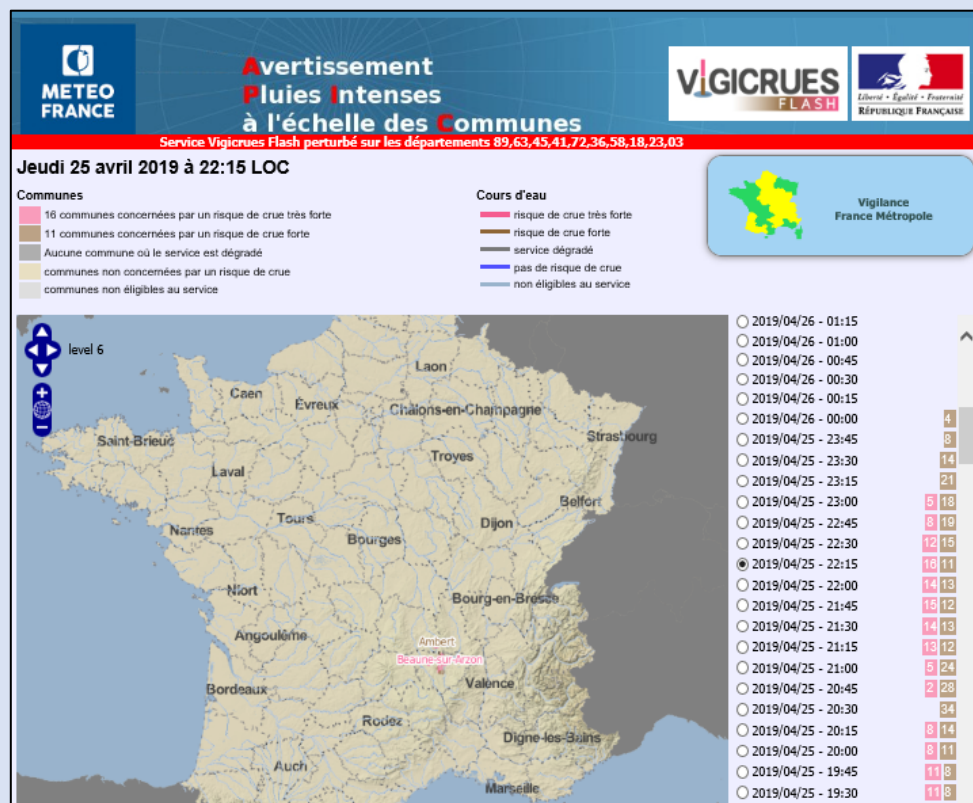 METEO
FRANCE
Avertissement
Pluies Intenses
à l'échelle des Communes
VIGICRUES
FLASH
Liberté • Égalité • Fraternité
RÉPUBLIQUE FRANÇAISE
Service Vigicrues Flash perturbé sur les départements 89,63,45,41,72,36,58,18,23,03
Jeudi 25 avril 2019 à 22:15 LOC
Communes
16 communes concernées par un risque de crue très forte
11 communes concernées par un risque de crue forte
Aucune commune où le service est dégradé
communes non concernées par un risque de crue
communes non éligibles au service
Cours d'eau
risque de crue très forte
risque de crue forte
service dégradé
pas de risque de crue
non éligibles au service
Vigilance
France Métropole
level 6
Laon
Caen
Évreux
Châlons-en-Champagne
Saint-Brieuc
Strasbourg
Troyes
Laval
Belfort
Tours
Nantes
Dijon
Bourges
Niort
Bourg-en-Bresse
Angoulême
Ambert
Beaune-sur-Arzon
Bordeaux
Valence
Rodez
Digne-les-Bains
Auch
Marseille
2019/04/26 - 01:15
2019/04/26 - 01:00
2019/04/26 - 00:45
2019/04/26 - 00:30
2019/04/26 - 00:15
2019/04/26 - 00:00 4
2019/04/25 - 23:45 8
2019/04/25 - 23:30 14
2019/04/25 - 23:15 21
2019/04/25 - 23:00 5 18
2019/04/25 - 22:45 8 19
2019/04/25 - 22:30 12 15
2019/04/25 - 22:15 16 11
2019/04/25 - 22:00 14 13
2019/04/25 - 21:45 15 12
2019/04/25 - 21:30 14 13
2019/04/25 - 21:15 13 12
2019/04/25 - 21:00 5 24
2019/04/25 - 20:45 2 28
2019/04/25 - 20:30 34
2019/04/25 - 20:15 8 14
2019/04/25 - 20:00 8 11
2019/04/25 - 19:45 11 8
2019/04/25 - 19:30 11 8